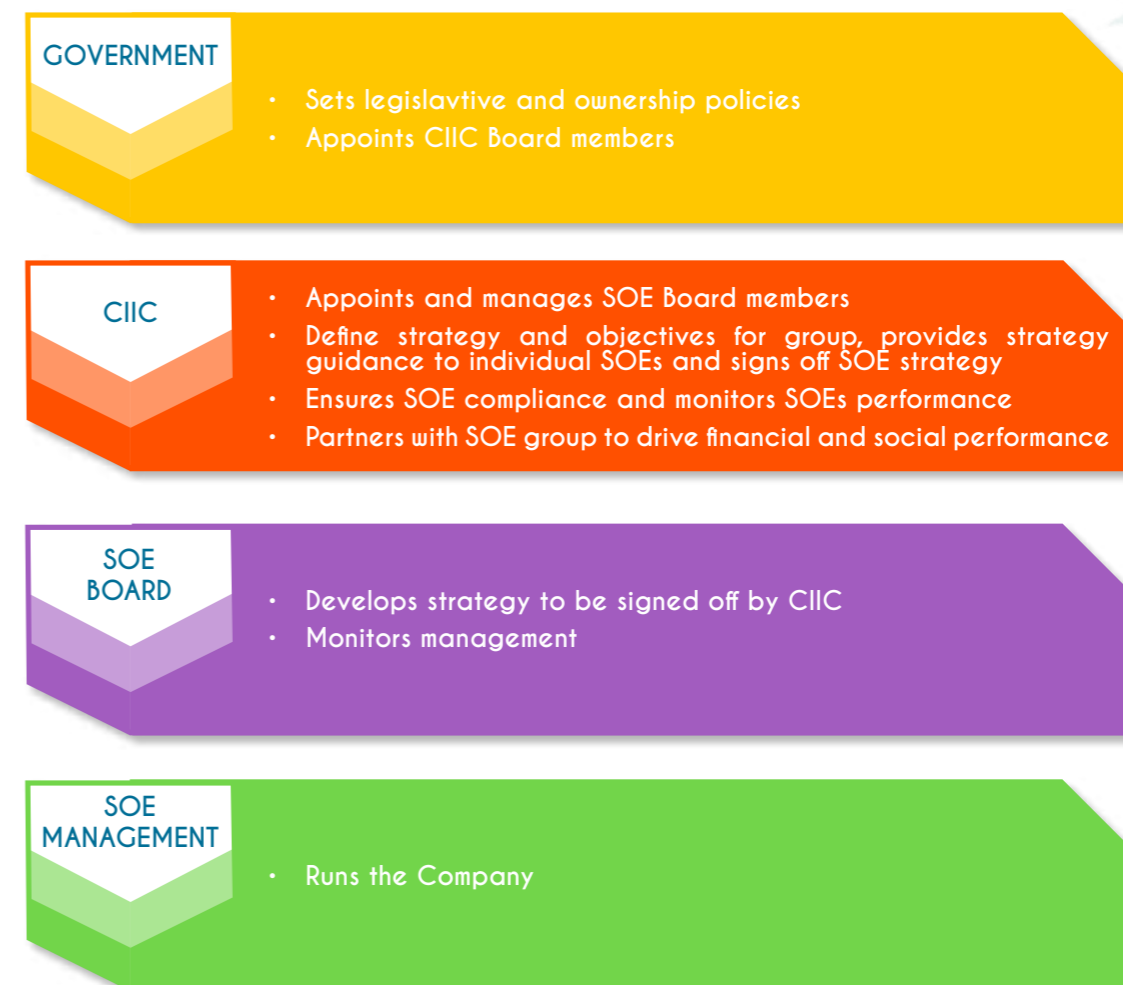 GOVERNMENT
• Sets legislavtive and ownership policies
• Appoints CIIC Board members
CIIC
• Appoints and manages SOE Board members
• Define strategy and objectives for group, provides strategy
guidance to individual SOEs and signs off SOE strategy
• Ensures SOE compliance and monitors SOEs performance
• Partners with SOE group to drive financial and social performance
SOE
BOARD
• Develops strategy to be signed off by CIIC
• Monitors management
SOE
MANAGEMENT
• Runs the Company